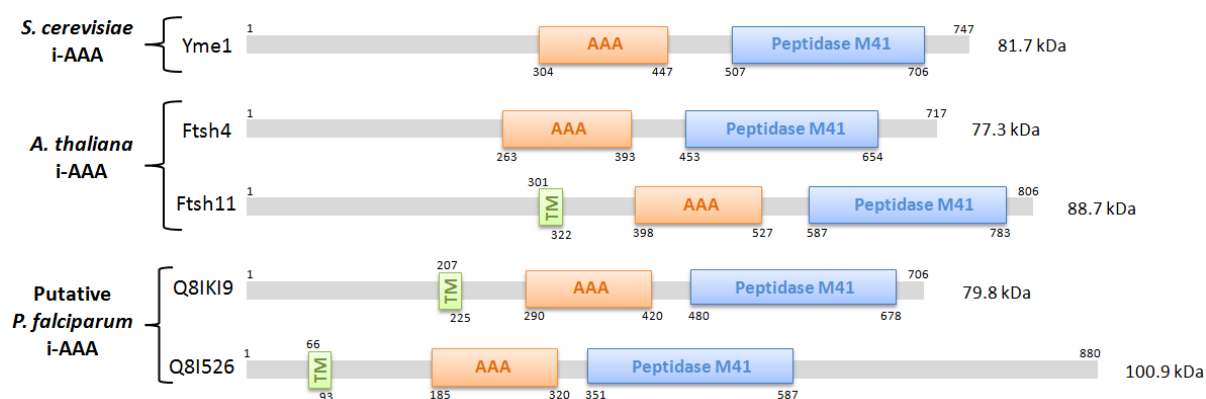 S. cerevisiae
i-AAA
Yme1
1
AAA
304
447
Peptidase M41
507
706
747
81.7 kDa
A. thaliana
i-AAA
Ftsh4
1
AAA
263
393
Peptidase M41
453
654
717
77.3 kDa
Ftsh11
1
301
TM
322
AAA
398
527
Peptidase M41
587
783
806
88.7 kDa
Putative
P. falciparum
i-AAA
Q8IKI9
1
207
TM
225
AAA
290
420
Peptidase M41
480
678
706
79.8 kDa
Q8I526
1
66
TM
93
AAA
185
320
Peptidase M41
351
587
880
100.9 kDa